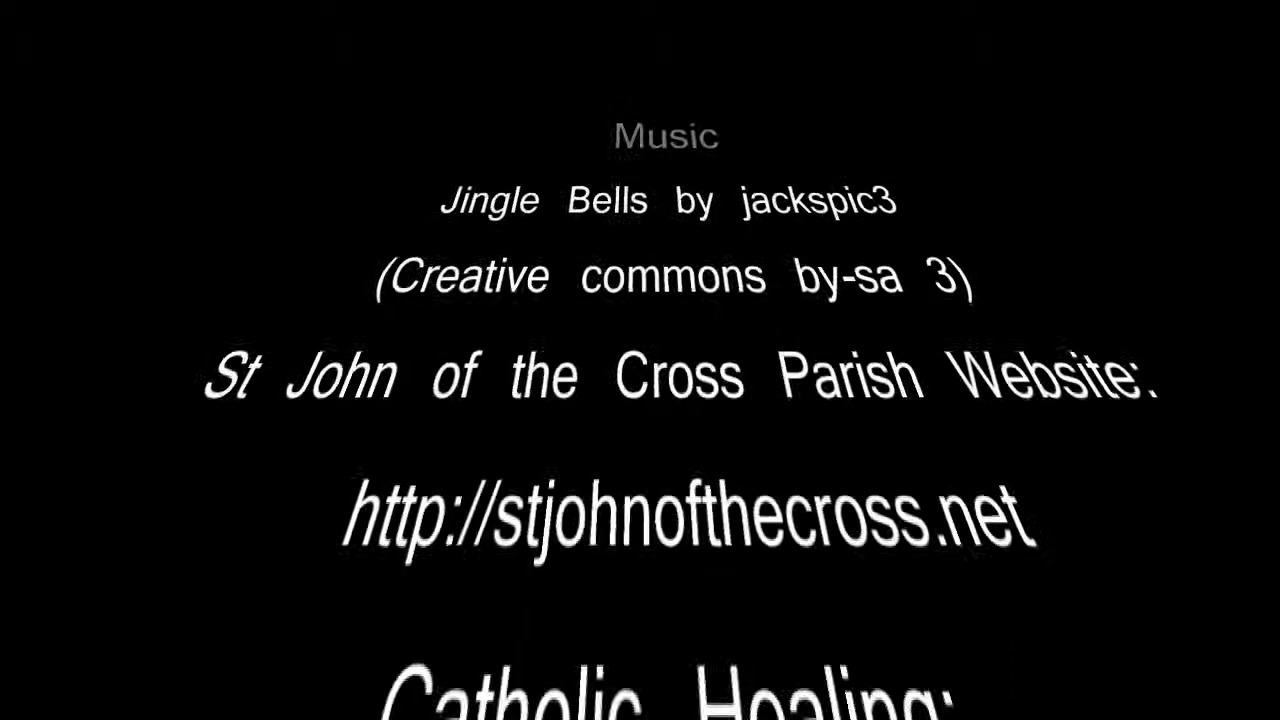 Music
Jingle Bells by jackspic3
(Creative commons by-sa 3)
St John of the Cross Parish Website:.
http://stjohnofthecross.net
Catholic Healing: